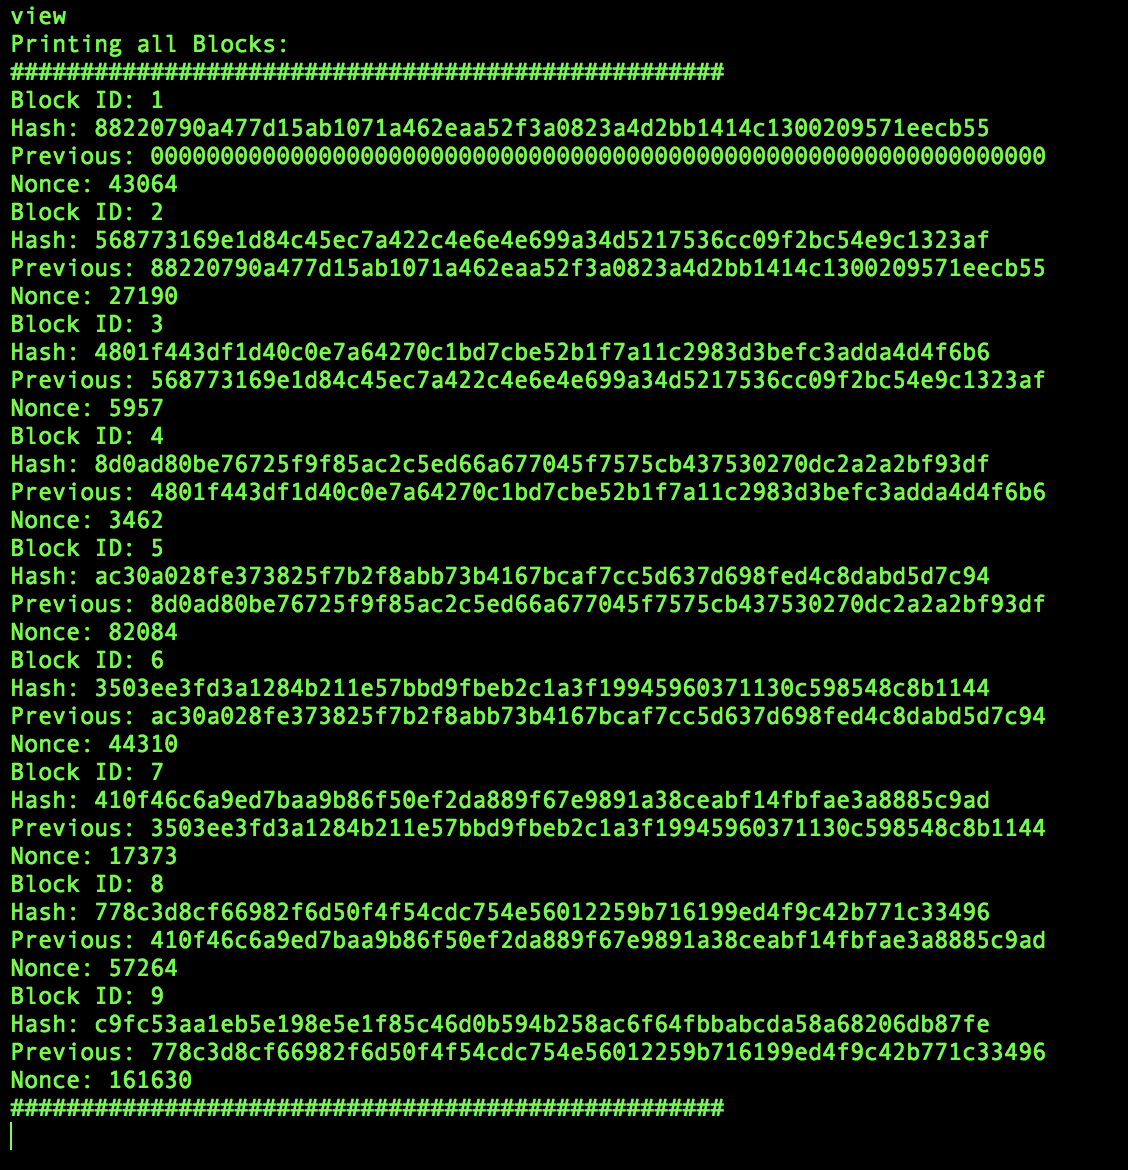 view
Printing all Blocks:
###################################################
Block ID: 1
Hash: 88220790a477d15ab1071a462eaa52f3a0823a4d2bb1414c1300209571eecb55
Previous: 0000000000000000000000000000000000000000000000000000000000000000
Nonce: 43064
Block ID: 2
Hash: 568773169e1d84c45ec7a422c4e6e4e699a34d5217536cc09f2bc54e9c1323af
Previous: 88220790a477d15ab1071a462eaa52f3a0823a4d2bb1414c1300209571eecb55
Nonce: 27190
Block ID: 3
Hash: 4801f443df1d40c0e7a64270c1bd7cbe52b1f7a11c2983d3befc3adda4d4f6b6
Previous: 568773169e1d84c45ec7a422c4e6e4e699a34d5217536cc09f2bc54e9c1323af
Nonce: 5957
Block ID: 4
Hash: 8d0ad80be76725f9f85ac2c5ed66a677045f7575cb437530270dc2a2a2bf93df
Previous: 4801f443df1d40c0e7a64270c1bd7cbe52b1f7a11c2983d3befc3adda4d4f6b6
Nonce: 3462
Block ID: 5
Hash: ac30a028fe373825f7b2f8abb73b4167bcaf7cc5d637d698fed4c8dabd5d7c94
Previous: 8d0ad80be76725f9f85ac2c5ed66a677045f7575cb437530270dc2a2a2bf93df
Nonce: 82084
Block ID: 6
Hash: 3503ee3fd3a1284b211e57bbd9fbeb2c1a3f19945960371130c598548c8b1144
Previous: ac30a028fe373825f7b2f8abb73b4167bcaf7cc5d637d698fed4c8dabd5d7c94
Nonce: 44310
Block ID: 7
Hash: 410f46c6a9ed7baa9b86f50ef2da889f67e9891a38ceabf14fbfae3a8885c9ad
Previous: 3503ee3fd3a1284b211e57bbd9fbeb2c1a3f19945960371130c598548c8b1144
Nonce: 17373
Block ID: 8
Hash: 778c3d8cf66982f6d50f4f54cdc754e56012259b716199ed4f9c42b771c33496
Previous: 410f46c6a9ed7baa9b86f50ef2da889f67e9891a38ceabf14fbfae3a8885c9ad
Nonce: 57264
Block ID: 9
Hash: c9fc53aa1eb5e198e5e1f85c46d0b594b258ac6f64fbbabcda58a68206db87fe
Previous: 778c3d8cf66982f6d50f4f54cdc754e56012259b716199ed4f9c42b771c33496
Nonce: 161630
###################################################